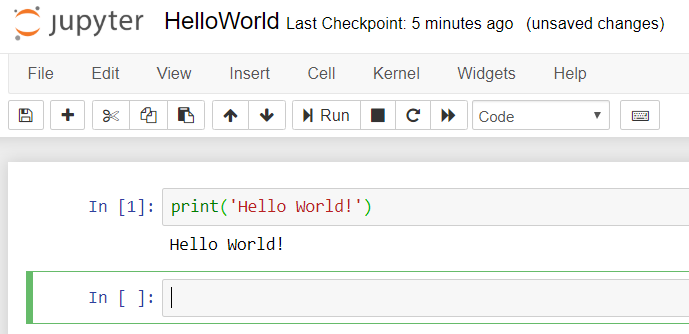 jupyter HelloWorld Last Checkpoint: 5 minutes ago (unsaved changes)
File Edit View Insert Cell Kernel Widgets Help
Run Code
In [1]: print('Hello World!')
Hello World!
In [ ]: